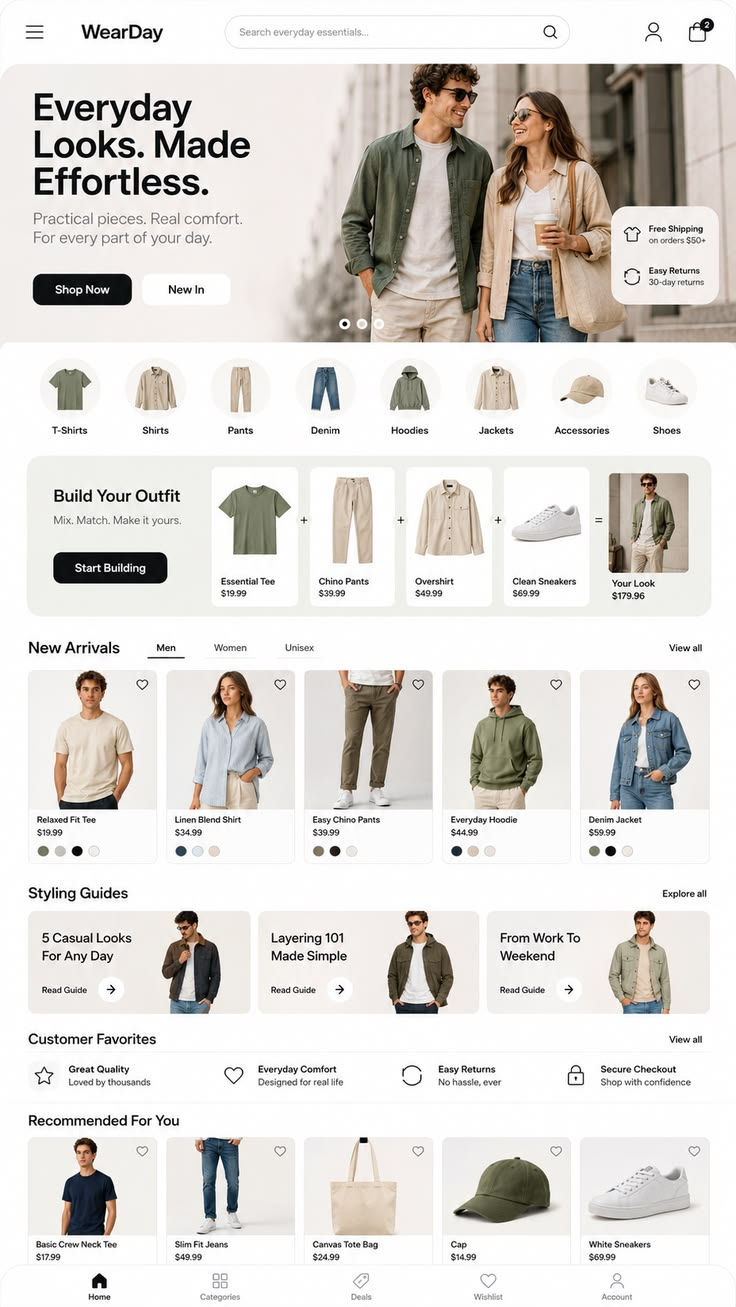 WearDay
Search everyday essentials...
2
Everyday
Looks. Made
Effortless.
Practical pieces. Real comfort.
For every part of your day.
Shop Now
New In
Free Shipping
on orders $50+
Easy Returns
30-day returns
T-Shirts
Shirts
Pants
Denim
Hoodies
Jackets
Accessories
Shoes
Build Your Outfit
Mix. Match. Make it yours.
Start Building
Essential Tee
$19.99
+
Chino Pants
$39.99
+
Overshirt
$49.99
+
Clean Sneakers
$69.99
=
Your Look
$179.96
New Arrivals
Men
Women
Unisex
View all
Relaxed Fit Tee
$19.99
Linen Blend Shirt
$34.99
Easy Chino Pants
$39.99
Everyday Hoodie
$44.99
Denim Jacket
$59.99
Styling Guides
Explore all
5 Casual Looks
For Any Day
Read Guide
Layering 101
Made Simple
Read Guide
From Work To
Weekend
Read Guide
Customer Favorites
View all
Great Quality
Loved by thousands
Everyday Comfort
Designed for real life
Easy Returns
No hassle, ever
Secure Checkout
Shop with confidence
Recommended For You
Basic Crew Neck Tee
$17.99
Slim Fit Jeans
$49.99
Canvas Tote Bag
$24.99
Cap
$14.99
White Sneakers
$69.99
Home
Categories
Deals
Wishlist
Account